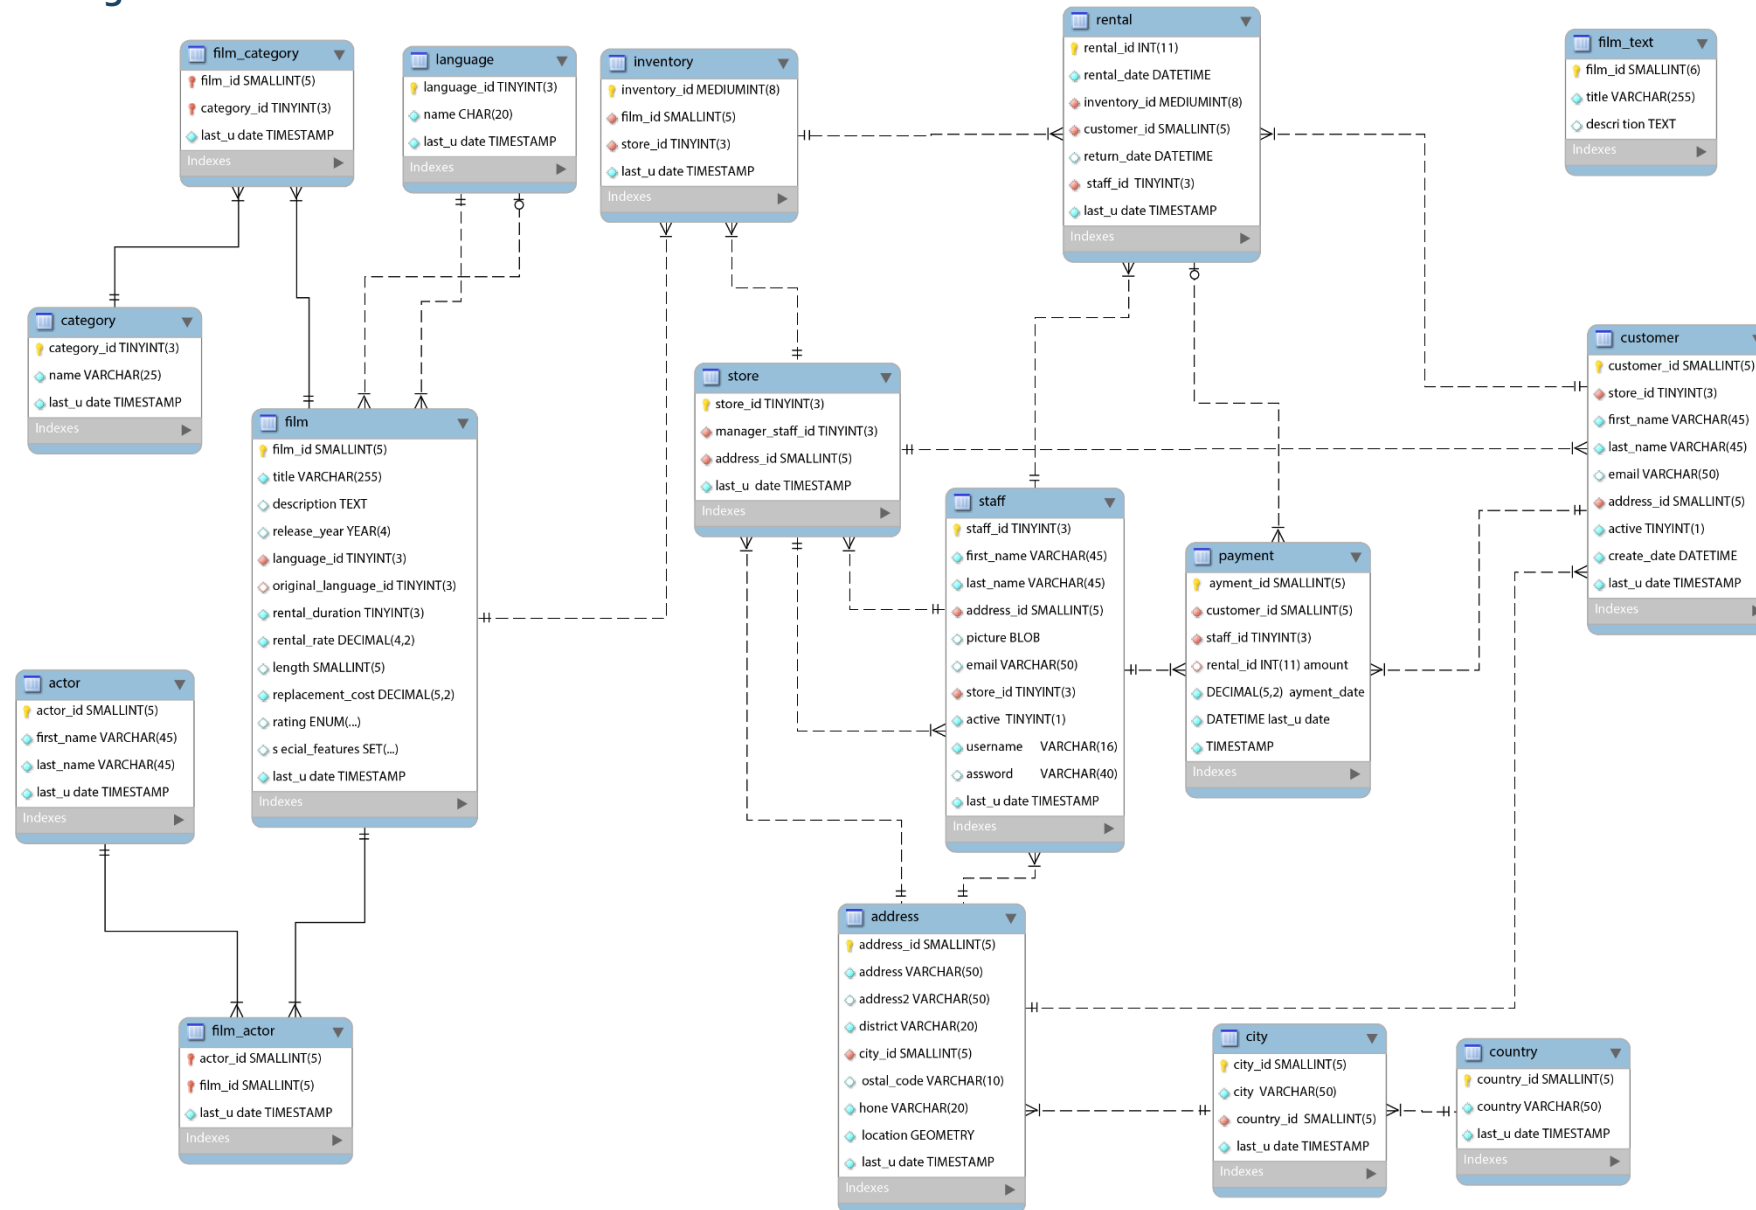 film_category
film_id SMALLINT(5)
category_id TINYINT(3)
last_u date TIMESTAMP
Indexes
language
language_id TINYINT(3)
name CHAR(20)
last_u date TIMESTAMP
Indexes
inventory
inventory_id MEDIUMINT(8)
film_id SMALLINT(5)
store_id TINYINT(3)
last_u date TIMESTAMP
Indexes
rental
rental_id INT(11)
rental_date DATETIME
inventory_id MEDIUMINT(8)
customer_id SMALLINT(5)
return_date DATETIME
staff_id TINYINT(3)
last_u date TIMESTAMP
Indexes
film_text
film_id SMALLINT(6)
title VARCHAR(255)
descri tion TEXT
Indexes
category
category_id TINYINT(3)
name VARCHAR(25)
last_u date TIMESTAMP
Indexes
film
film_id SMALLINT(5)
title VARCHAR(255)
description TEXT
release_year YEAR(4)
language_id TINYINT(3)
original_language_id TINYINT(3)
rental_duration TINYINT(3)
rental_rate DECIMAL(4,2)
length SMALLINT(5)
replacement_cost DECIMAL(5,2)
rating ENUM(...)
s ecial_features SET(...)
last_u date TIMESTAMP
Indexes
store
store_id TINYINT(3)
manager_staff_id TINYINT(3)
address_id SMALLINT(5)
last_u date TIMESTAMP
Indexes
customer
customer_id SMALLINT(5)
store_id TINYINT(3)
first_name VARCHAR(45)
last_name VARCHAR(45)
email VARCHAR(50)
address_id SMALLINT(5)
active TINYINT(1)
create_date DATETIME
last_u date TIMESTAMP
Indexes
staff
staff_id TINYINT(3)
first_name VARCHAR(45)
last_name VARCHAR(45)
address_id SMALLINT(5)
picture BLOB
email VARCHAR(50)
store_id TINYINT(3)
active TINYINT(1)
username VARCHAR(16)
assword VARCHAR(40)
last_u date TIMESTAMP
Indexes
payment
ayment_id SMALLINT(5)
customer_id SMALLINT(5)
staff_id TINYINT(3)
rental_id INT(11) amount
DECIMAL(5,2) ayment_date
DATETIME last_u date
TIMESTAMP
Indexes
actor
actor_id SMALLINT(5)
first_name VARCHAR(45)
last_name VARCHAR(45)
last_u date TIMESTAMP
Indexes
film_actor
actor_id SMALLINT(5)
film_id SMALLINT(5)
last_u date TIMESTAMP
Indexes
address
address_id SMALLINT(5)
address VARCHAR(50)
address2 VARCHAR(50)
district VARCHAR(20)
city_id SMALLINT(5)
ostal_code VARCHAR(10)
hone VARCHAR(20)
location GEOMETRY
last_u date TIMESTAMP
Indexes
city
city_id SMALLINT(5)
city VARCHAR(50)
country_id SMALLINT(5)
last_u date TIMESTAMP
Indexes
country
country_id SMALLINT(5)
country VARCHAR(50)
last_u date TIMESTAMP
Indexes